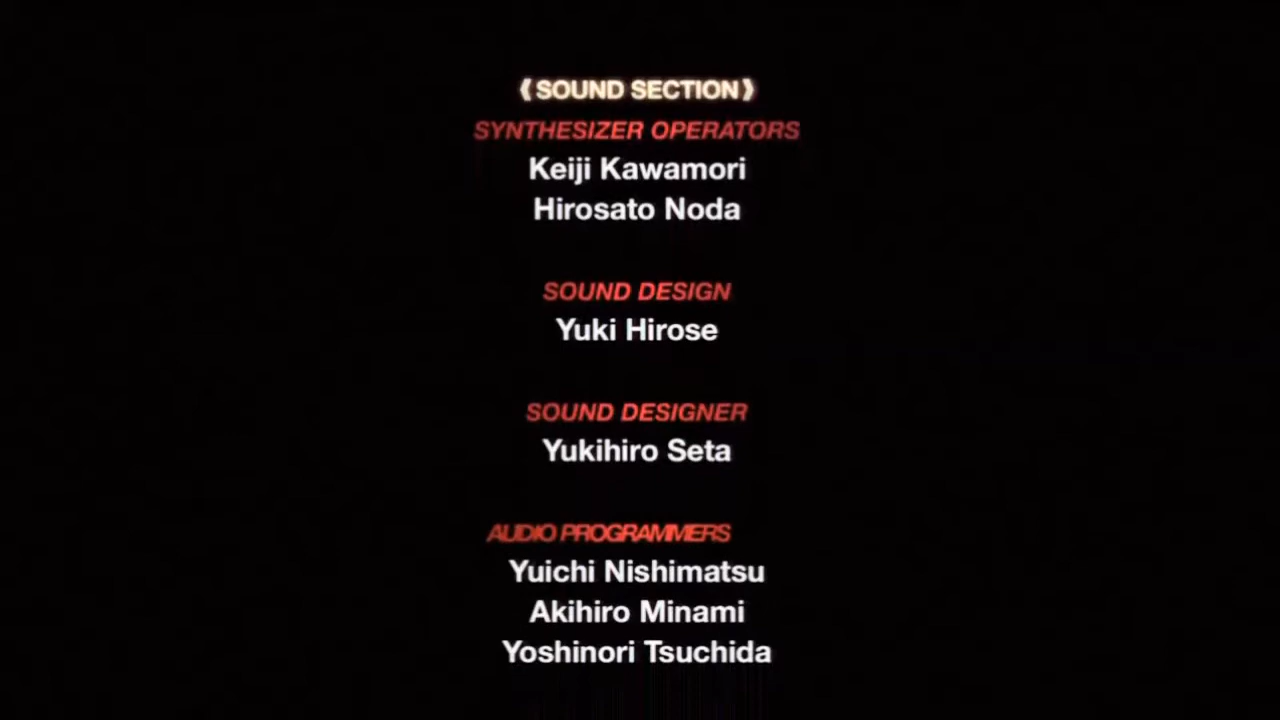 《SOUND SECTION》
SYNTHESIZER OPERATORS
Keiji Kawamori
Hirosato Noda
SOUND DESIGN
Yuki Hirose
SOUND DESIGNER
Yukihiro Seta
AUDIO PROGRAMMERS
Yuichi Nishimatsu
Akihiro Minami
Yoshinori Tsuchida